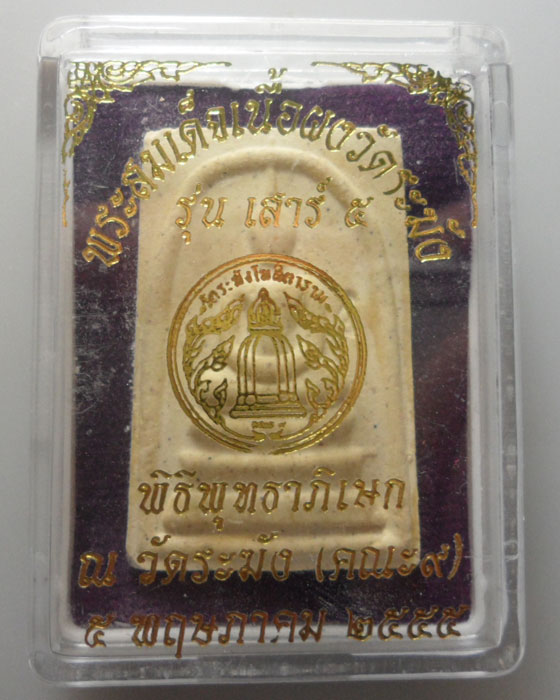 พระสมเด็จเนื้อผงวัดระฆัง
รุ่น เสาร์ ๕
วัดระฆังโฆสิตาราม
พิธีพุทธาภิเษก
ณ วัดระฆัง (คณะ๙)
๕ พฤษภาคม ๒๕๕๕